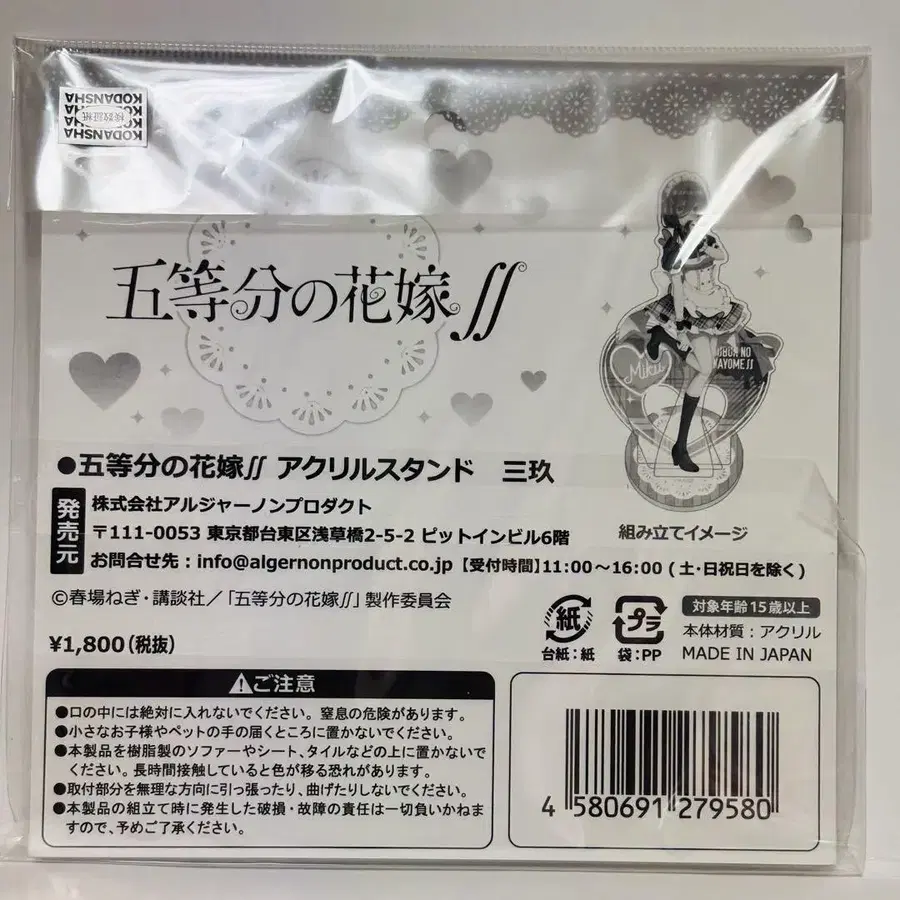 KODANSHA
KODANSHA
検数証紙
KODANSHA
KODANSHA
五等分の花嫁∬
Miku
●五等分の花嫁∬ アクリルスタンド 三玖
発売元
株式会社アルジャーノンプロダクト
〒111-0053 東京都台東区浅草橋2-5-2 ピットインビル6階
お問合せ先：info@algernonproduct.co.jp【受付時間】11:00～16:00 (土・日祝日を除く)
組み立てイメージ
©春場ねぎ・講談社／「五等分の花嫁∬」製作委員会
¥1,800(税抜)
紙
台紙：紙
プラ
袋：PP
対象年齢15歳以上
本体材質：アクリル
MADE IN JAPAN
⚠ご注意
●口の中には絶対に入れないでください。窒息の危険があります。
●小さなお子様やペットの手の届くところに置かないでください。
●本製品を樹脂製のソファーやシート、タイルなどの上に置かないで
ください。長時間接触していると色が移る恐れがあります。
●取付部分を無理な方向に引っ張ったり、曲げたりしないでください。
●本製品の組立て時に発生した破損・故障の責任は一切負いかねま
すので、予めご了承ください。
4 580691 279580